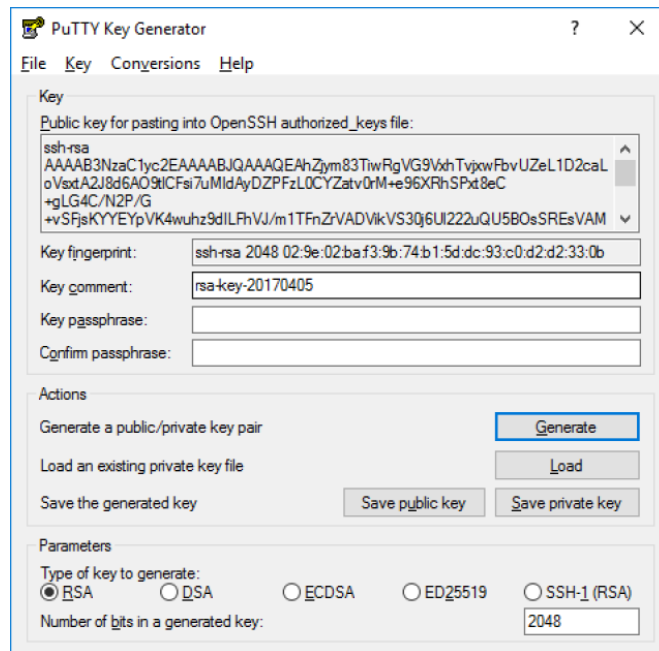 PuTTY Key Generator
?
File Key Conversions Help
Key
Public key for pasting into OpenSSH authorized_keys file:
ssh-rsa
AAAAB3NzaC1yc2EAAAABJQAAAQEAhZjym83TiwRgVG9VxhTvjxwFbvUZeL1D2caL
oVsxtA2J8d6AO9tlCFsi7uMIdAyDZPFzL0CYZatv0rM+e96XRhSPxt8eC
+gLG4C/N2P/G
+vSFjsKYYEYpVK4wuhz9dILFhVJ/m1TFnZrVADVikVS30j6UI222uQU5BOsSREsVAM
Key fingerprint: ssh-rsa 2048 02:9e:02:ba:f3:9b:74:b1:5d:dc:93:c0:d2:d2:33:0b
Key comment: rsa-key-20170405
Key passphrase:
Confirm passphrase:
Actions
Generate a public/private key pair Generate
Load an existing private key file Load
Save the generated key Save public key Save private key
Parameters
Type of key to generate:
RSA DSA ECDSA ED25519 SSH-1 (RSA)
Number of bits in a generated key: 2048